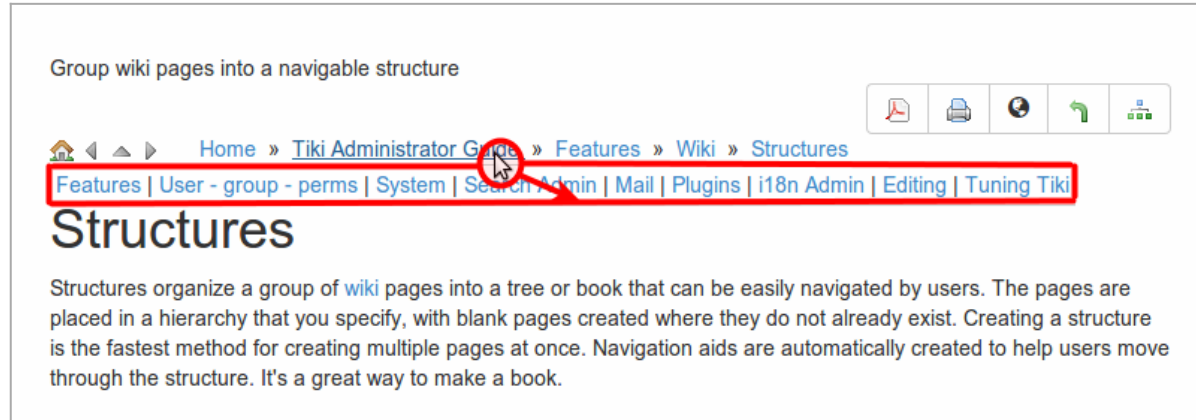 Group wiki pages into a navigable structure
Home » Tiki Administrator Guide » Features » Wiki » Structures
Features | User - group - perms | System | Search Admin | Mail | Plugins | i18n Admin | Editing | Tuning Tiki
Structures
Structures organize a group of wiki pages into a tree or book that can be easily navigated by users. The pages are
placed in a hierarchy that you specify, with blank pages created where they do not already exist. Creating a structure
is the fastest method for creating multiple pages at once. Navigation aids are automatically created to help users move
through the structure. It's a great way to make a book.